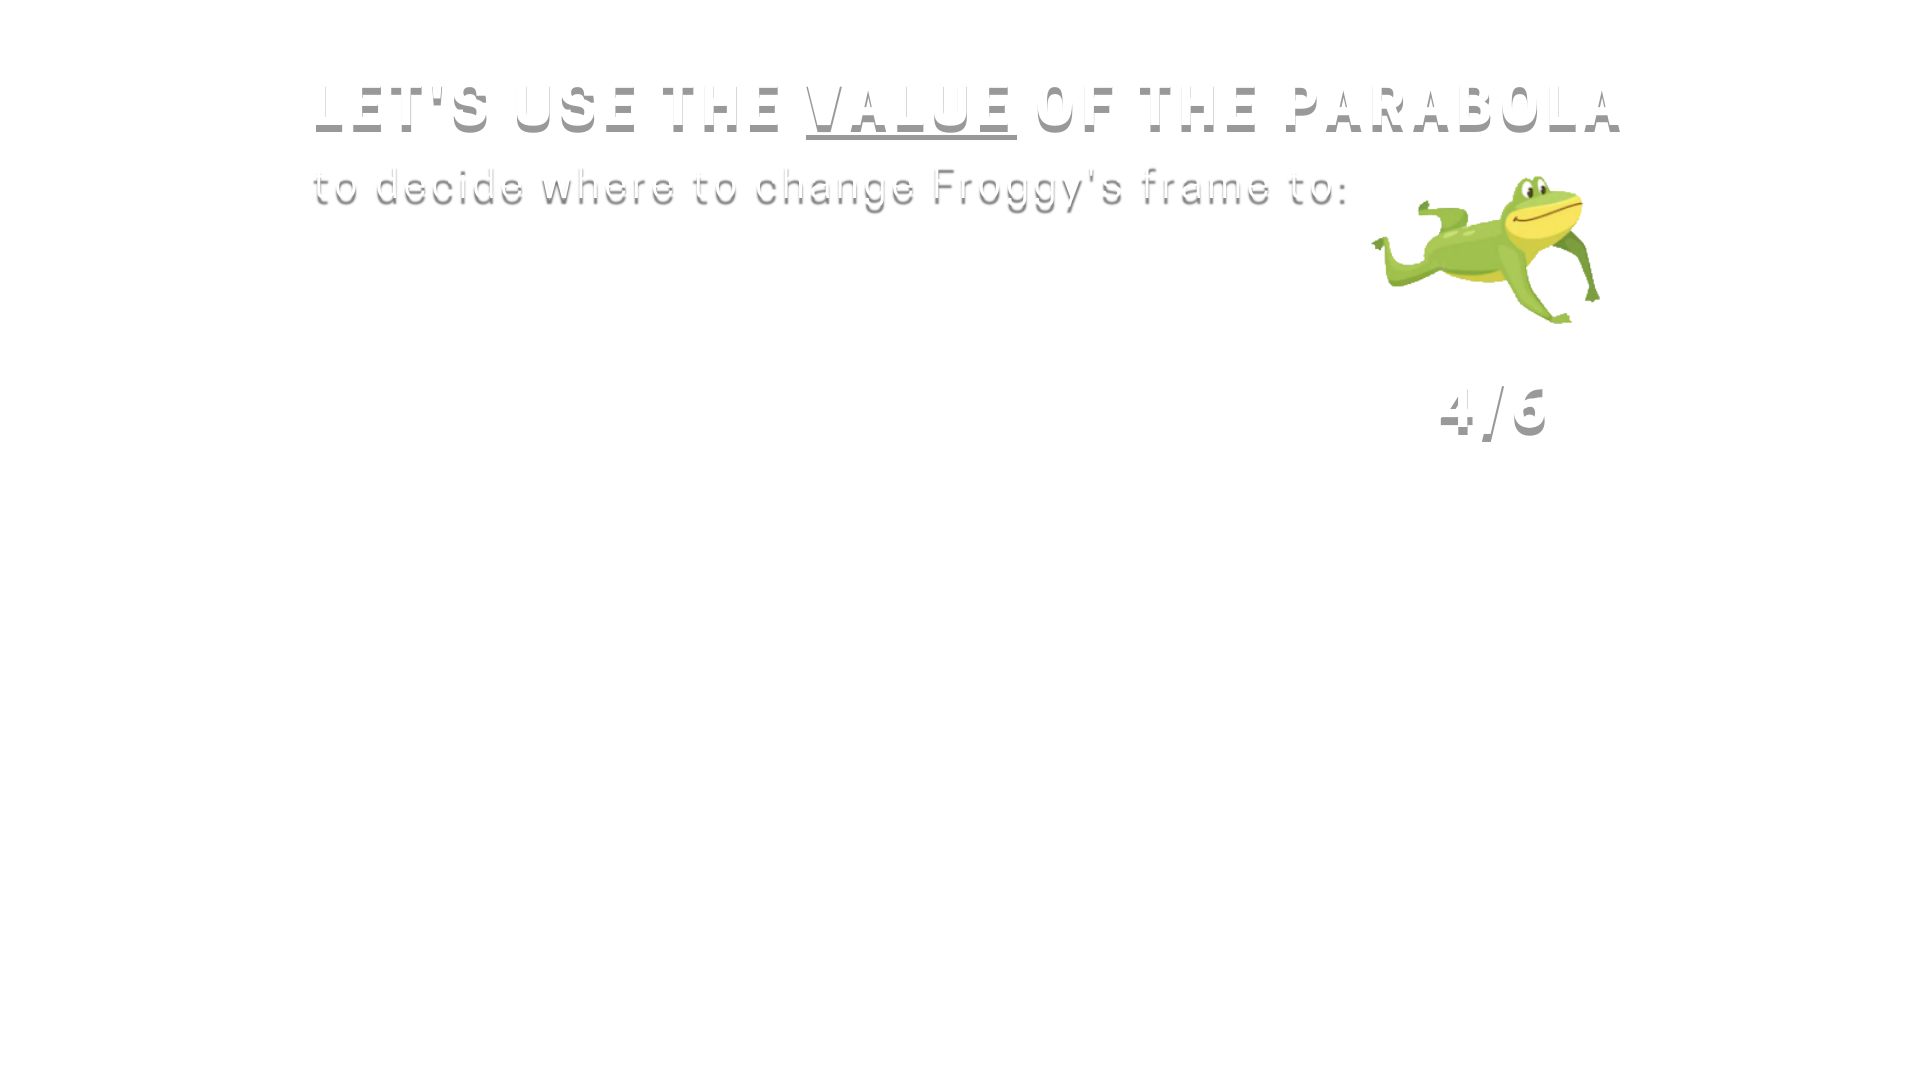 LET'S USE THE VALUE OF THE PARABOLA
to decide where to change Froggy's frame to:
4/6